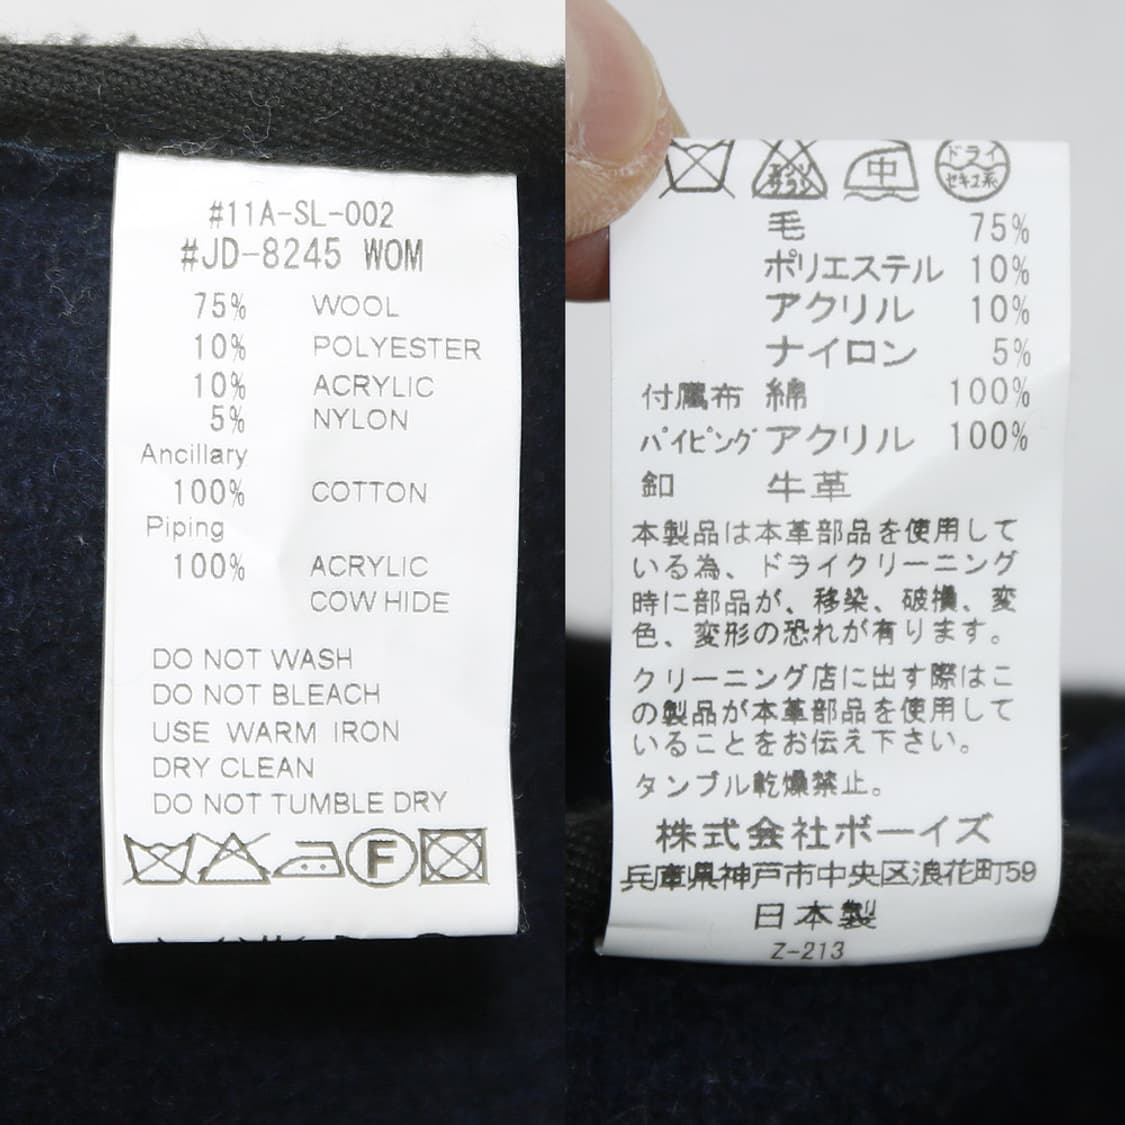 #11A-SL-002
#JD-8245 WOM
75% WOOL
10% POLYESTER
10% ACRYLIC
5% NYLON
Ancillary
100% COTTON
Piping
100% ACRYLIC
COW HIDE
DO NOT WASH
DO NOT BLEACH
USE WARM IRON
DRY CLEAN
DO NOT TUMBLE DRY
F
エンソサラシ 中 ドライ セキユ系
毛 75%
ポリエステル 10%
アクリル 10%
ナイロン 5%
付属布 綿 100%
パイピング アクリル 100%
釦 牛革
本製品は本革部品を使用して
いる為、ドライクリーニング
時に部品が、移染、破損、変
色、変形の恐れが有ります。
クリーニング店に出す際はこ
の製品が本革部品を使用して
いることをお伝え下さい。
タンブル乾燥禁止。
株式会社ボーイズ
兵庫県神戸市中央区浪花町59
日本製
Z-213